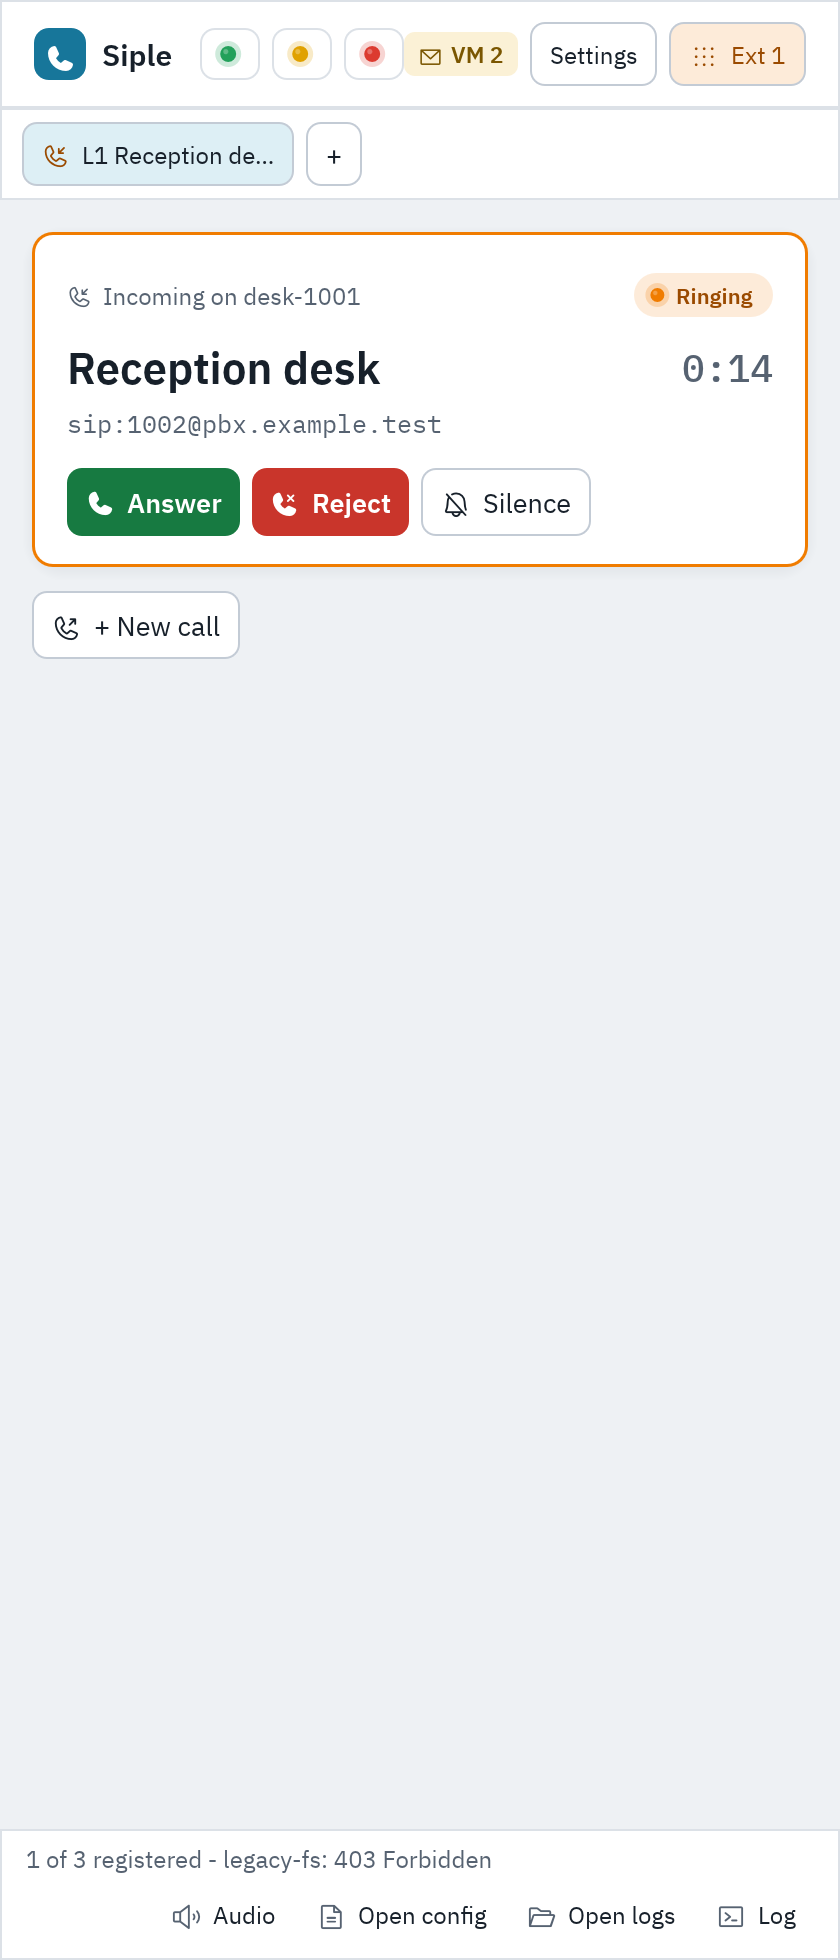 Siple VM 2 Settings Ext 1
L1 Reception de... +
Incoming on desk-1001 Ringing
Reception desk 0:14
sip:1002@pbx.example.test
Answer Reject Silence
+ New call
1 of 3 registered - legacy-fs: 403 Forbidden
Audio Open config Open logs Log